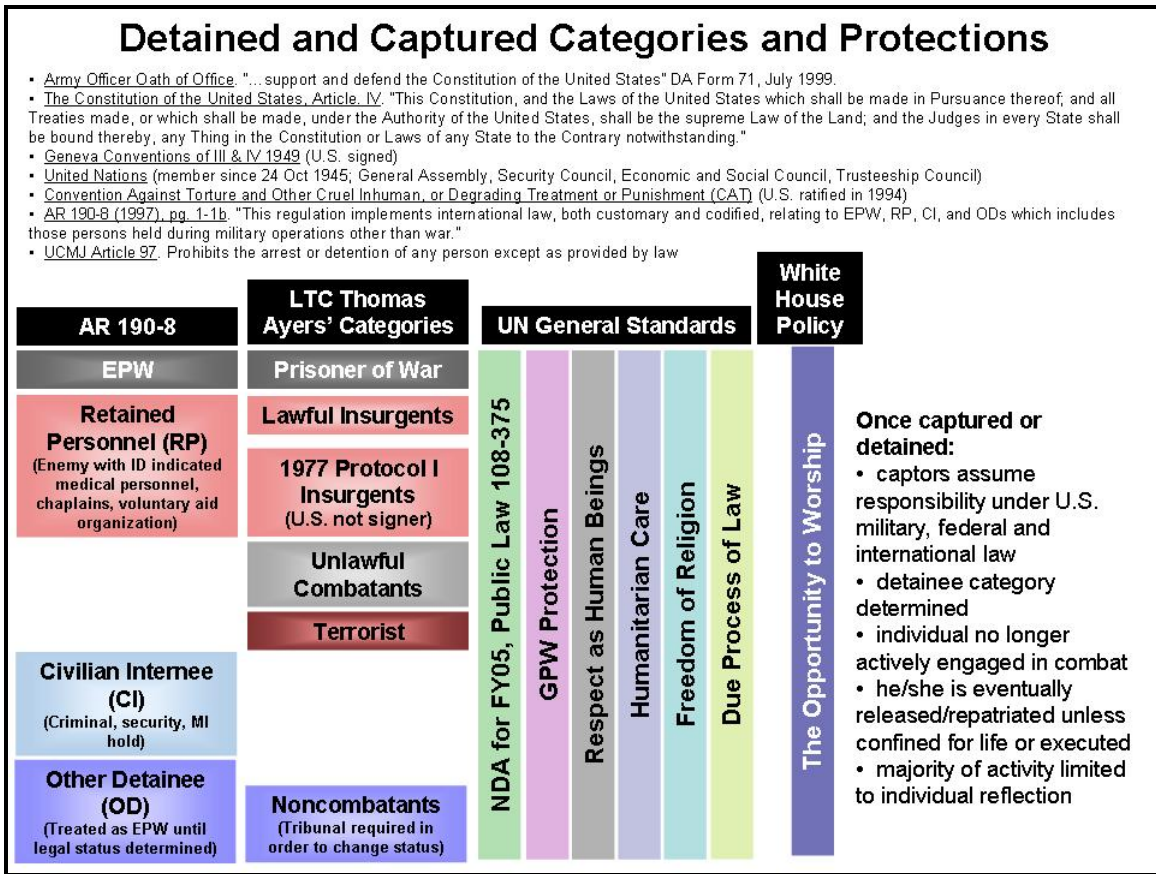 Detained and Captured Categories and Protections
• Army Officer Oath of Office. "...support and defend the Constitution of the United States" DA Form 71, July 1999.
• The Constitution of the United States, Article. IV. "This Constitution, and the Laws of the United States which shall be made in Pursuance thereof; and all
Treaties made, or which shall be made, under the Authority of the United States, shall be the supreme Law of the Land; and the Judges in every State shall
be bound thereby, any Thing in the Constitution or Laws of any State to the Contrary notwithstanding."
• Geneva Conventions of III & IV 1949 (U.S. signed)
• United Nations (member since 24 Oct 1945; General Assembly, Security Council, Economic and Social Council, Trusteeship Council)
• Convention Against Torture and Other Cruel Inhuman, or Degrading Treatment or Punishment (CAT) (U.S. ratified in 1994)
• AR 190-8 (1997), pg. 1-1b. "This regulation implements international law, both customary and codified, relating to EPW, RP, CI, and ODs which includes
those persons held during military operations other than war."
• UCMJ Article 97. Prohibits the arrest or detention of any person except as provided by law
AR 190-8
EPW
Retained
Personnel (RP)
(Enemy with ID indicated
medical personnel,
chaplains, voluntary aid
organization)
Civilian Internee
(CI)
(Criminal, security, MI
hold)
Other Detainee
(OD)
(Treated as EPW until
legal status determined)
LTC Thomas
Ayers' Categories
Prisoner of War
Lawful Insurgents
1977 Protocol I
Insurgents
(U.S. not signer)
Unlawful
Combatants
Terrorist
Noncombatants
(Tribunal required in
order to change status)
UN General Standards
NDA for FY05, Public Law 108-375
GPW Protection
Respect as Human Beings
Humanitarian Care
Freedom of Religion
Due Process of Law
White
House
Policy
The Opportunity to Worship
Once captured or
detained:
• captors assume
responsibility under U.S.
military, federal and
international law
• detainee category
determined
• individual no longer
actively engaged in combat
• he/she is eventually
released/repatriated unless
confined for life or executed
• majority of activity limited
to individual reflection